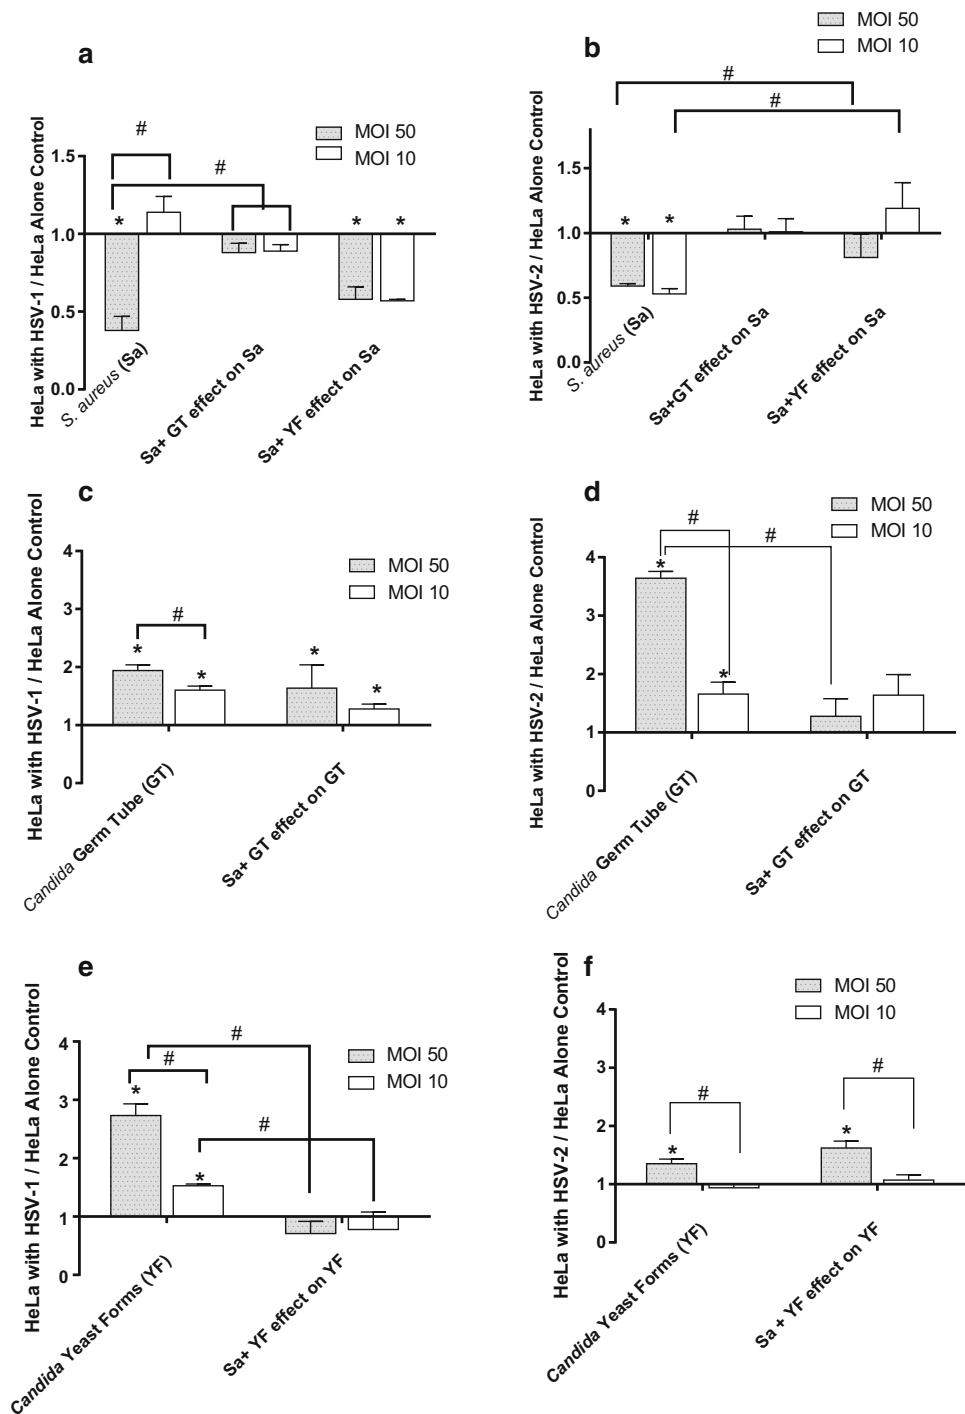 a
MOI 50
MOI 10
HeLa with HSV-1 / HeLa Alone Control
1.5
1.0
0.5
0.0
#
#
*
*
*
S. aureus (Sa)
Sa+ GT effect on Sa
Sa+ YF effect on Sa
b
MOI 50
MOI 10
HeLa with HSV-2 / HeLa Alone Control
1.5
1.0
0.5
0.0
#
#
*
*
S. aureus (Sa)
Sa+GT effect on Sa
Sa+YF effect on Sa
c
MOI 50
MOI 10
HeLa with HSV-1 / HeLa Alone Control
4
3
2
1
0
#
*
*
*
*
Candida Germ Tube (GT)
Sa+ GT effect on GT
d
MOI 50
MOI 10
HeLa with HSV-2 / HeLa Alone Control
4
3
2
1
0
#
#
*
*
Candida Germ Tube (GT)
Sa+ GT effect on GT
e
MOI 50
MOI 10
HeLa with HSV-1 / HeLa Alone Control
4
3
2
1
0
#
#
#
*
*
Candida Yeast Forms (YF)
Sa+ YF effect on YF
f
MOI 50
MOI 10
HeLa with HSV-2 / HeLa Alone Control
4
3
2
1
0
#
#
*
*
Candida Yeast Forms (YF)
Sa + YF effect on YF